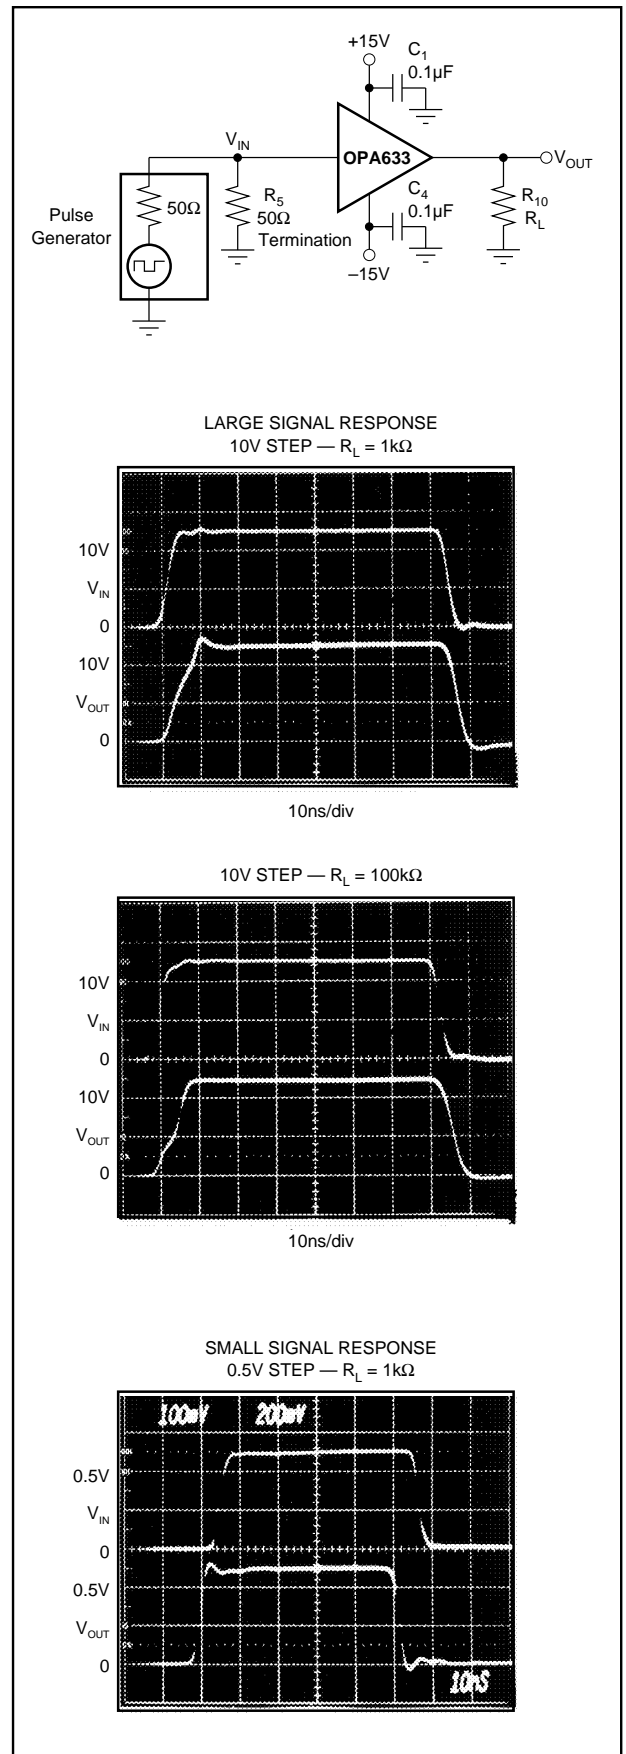 +15V
C1
0.1µF
VIN
OPA633
VOUT
50Ω
R5
50Ω
Termination
C4
0.1µF
R10
RL
Pulse
Generator
–15V
LARGE SIGNAL RESPONSE
10V STEP — RL = 1kΩ
10V
VIN
0
10V
VOUT
0
10ns/div
10V STEP — RL = 100kΩ
10V
VIN
0
10V
VOUT
0
10ns/div
SMALL SIGNAL RESPONSE
0.5V STEP — RL = 1kΩ
100mV 200mV
0.5V
VIN
0
0.5V
VOUT
0
10nS